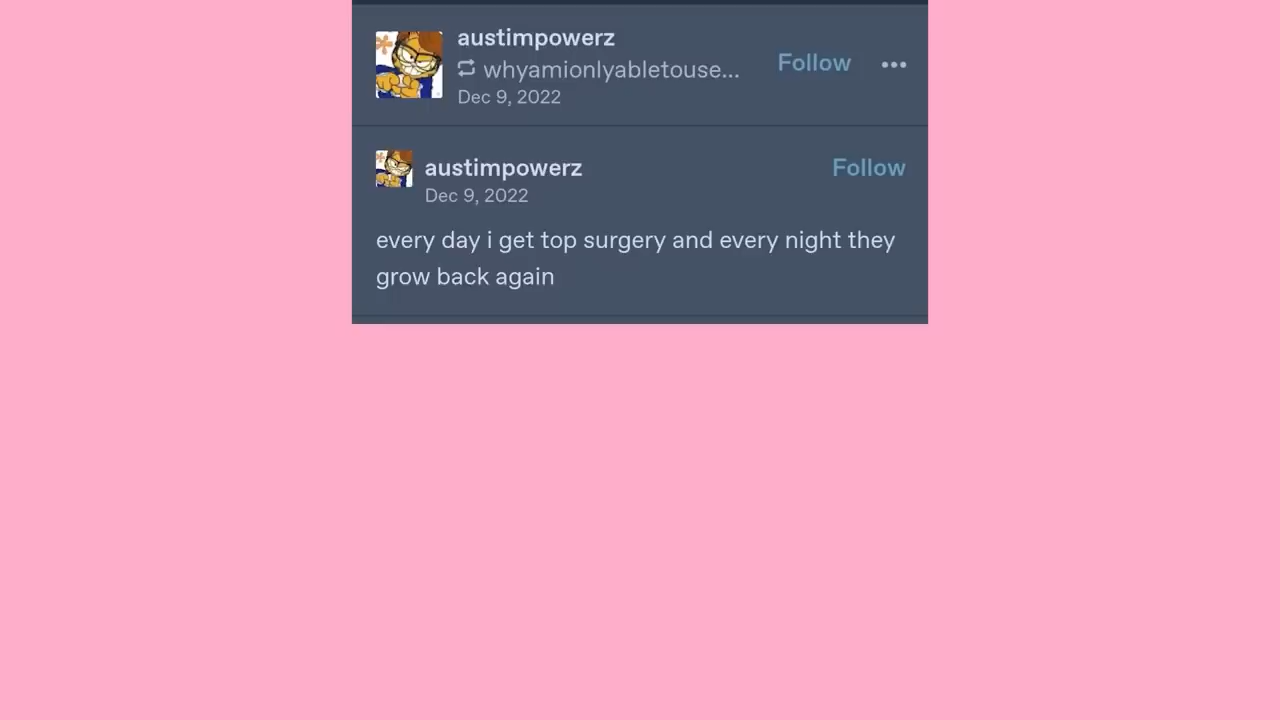 austimpowerz
whyamionlyabletouse...
Follow
Dec 9, 2022
austimpowerz
Follow
Dec 9, 2022
every day i get top surgery and every night they
grow back again